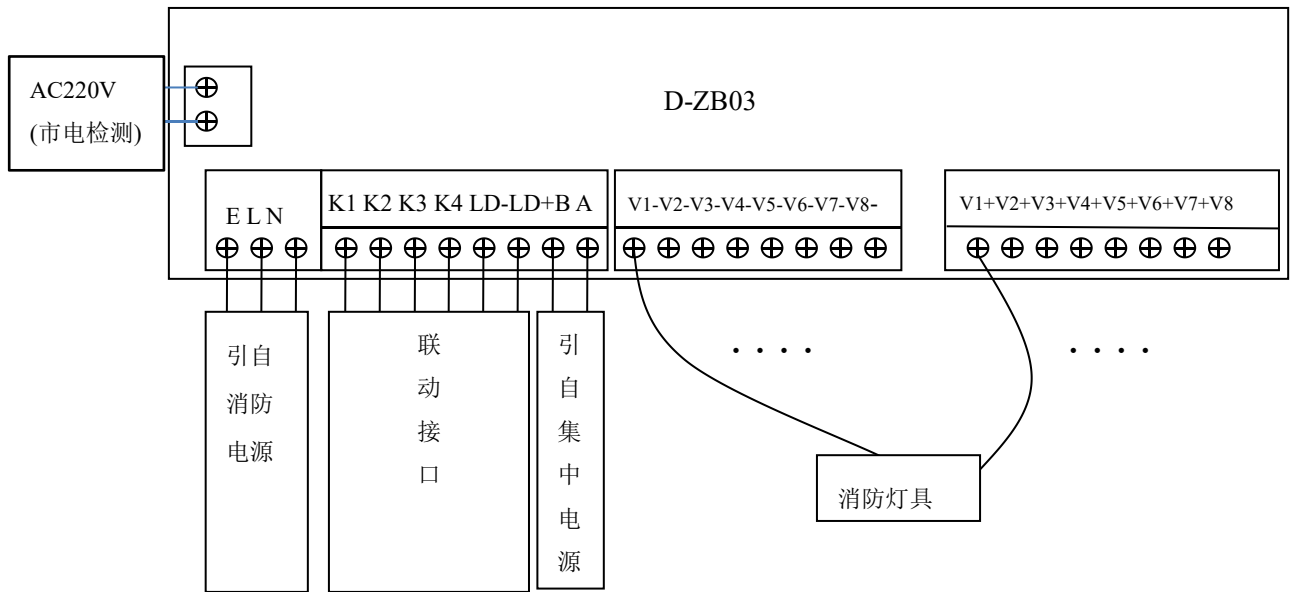 D-ZB03
AC220V
(市电检测)
E L N
K1 K2 K3 K4 LD-LD+B A
V1-V2-V3-V4-V5-V6-V7-V8-
V1+V2+V3+V4+V5+V6+V7+V8
引自
消防
电源
联
动
接
口
引
自
集
中
电
源
....
....
消防灯具